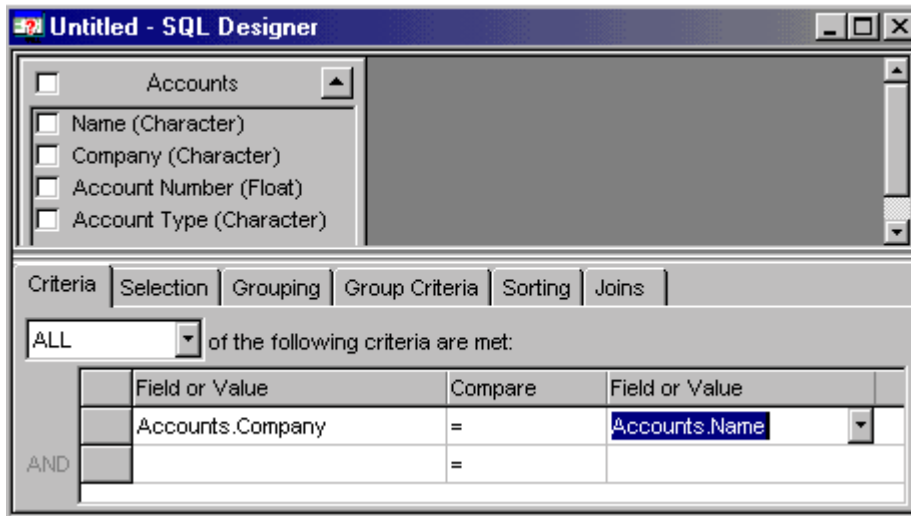 Untitled - SQL Designer
Accounts
Name (Character)
Company (Character)
Account Number (Float)
Account Type (Character)
Criteria Selection Grouping Group Criteria Sorting Joins
ALL of the following criteria are met:
Field or Value Compare Field or Value
Accounts.Company = Accounts.Name
AND =